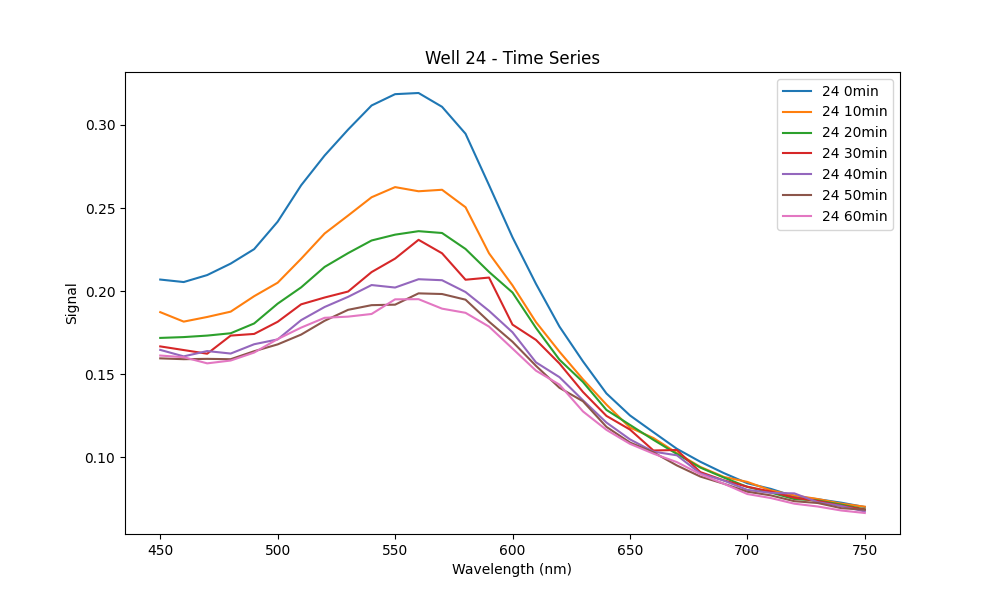 Well 24 - Time Series
24 0min
24 10min
24 20min
24 30min
24 40min
24 50min
24 60min
Signal
0.30
0.25
0.20
0.15
0.10
450 500 550 600 650 700 750
Wavelength (nm)